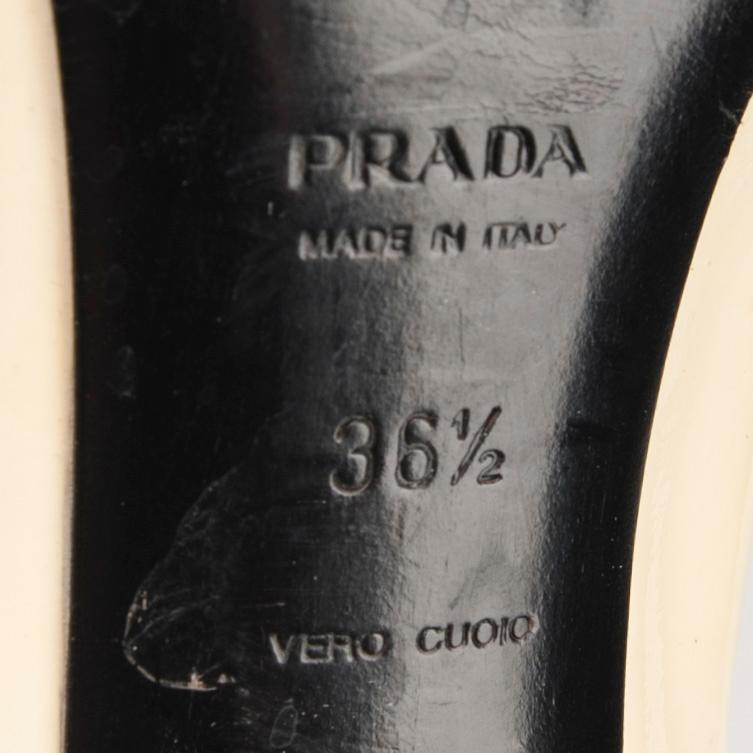 PRADA
MADE IN ITALY
36½
VERO CUOIO